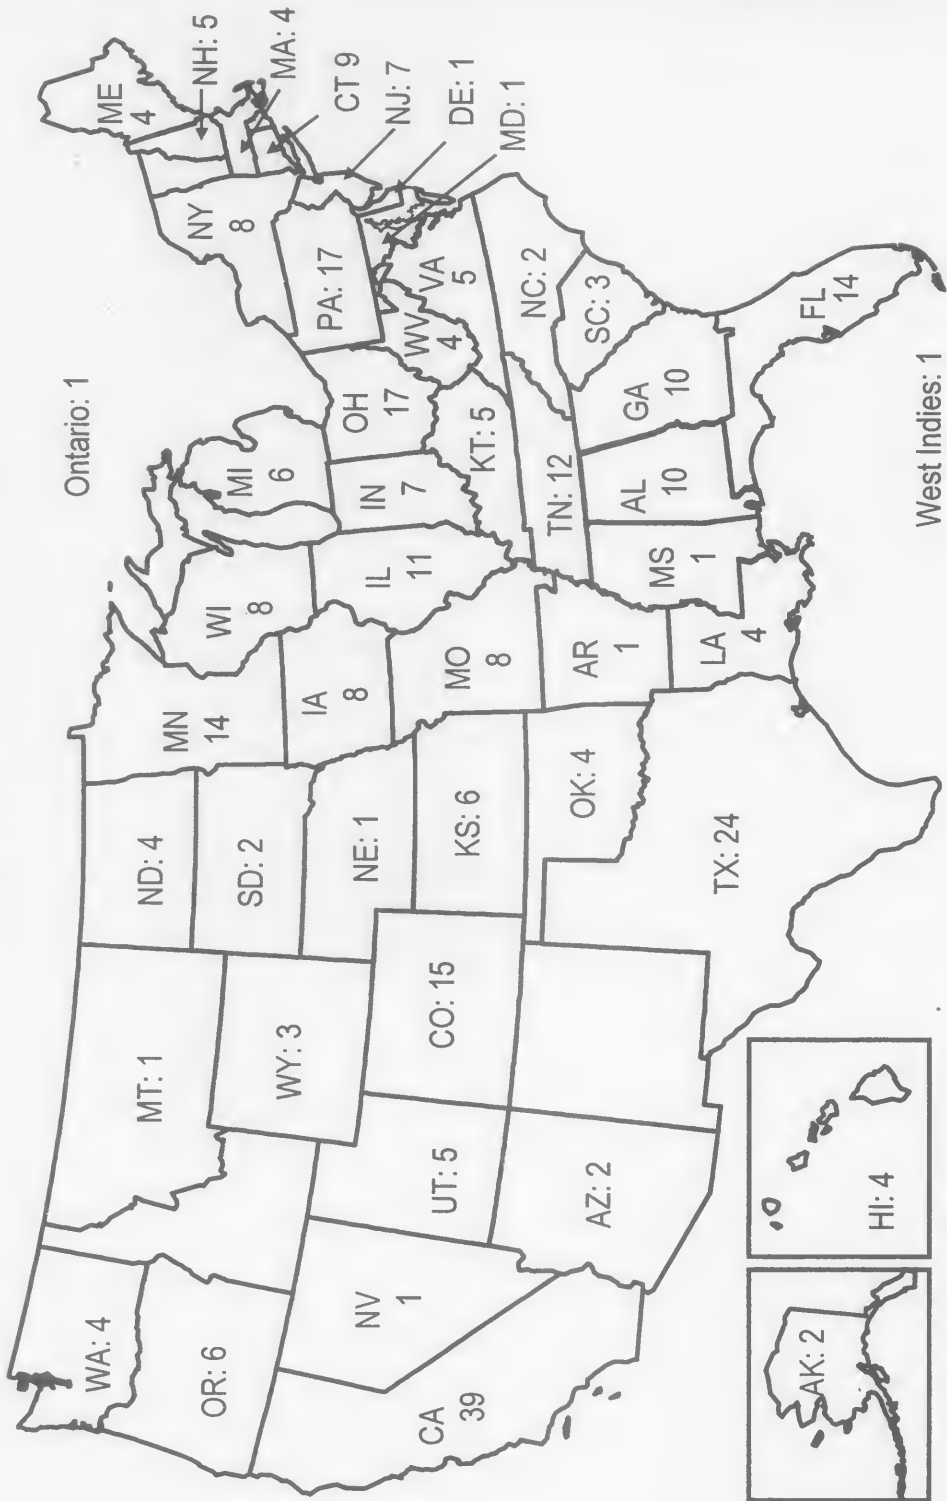 Ontario: 1
ME
4
NH: 5
MA: 4
CT 9
NJ: 7
DE: 1
MD: 1
NY
8
PA: 17
WV
4
VA
5
NC: 2
SC: 3
GA
10
FL
14
OH
17
MI
6
IN
7
KT: 5
TN: 12
AL
10
MS
1
WI
8
IL
11
MN
14
IA
8
MO
8
AR
1
LA
4
ND: 4
SD: 2
NE: 1
KS: 6
OK: 4
TX: 24
MT: 1
WY: 3
CO: 15
UT: 5
AZ: 2
WA: 4
OR: 6
NV
1
CA
39
AK: 2
HI: 4
West Indies: 1